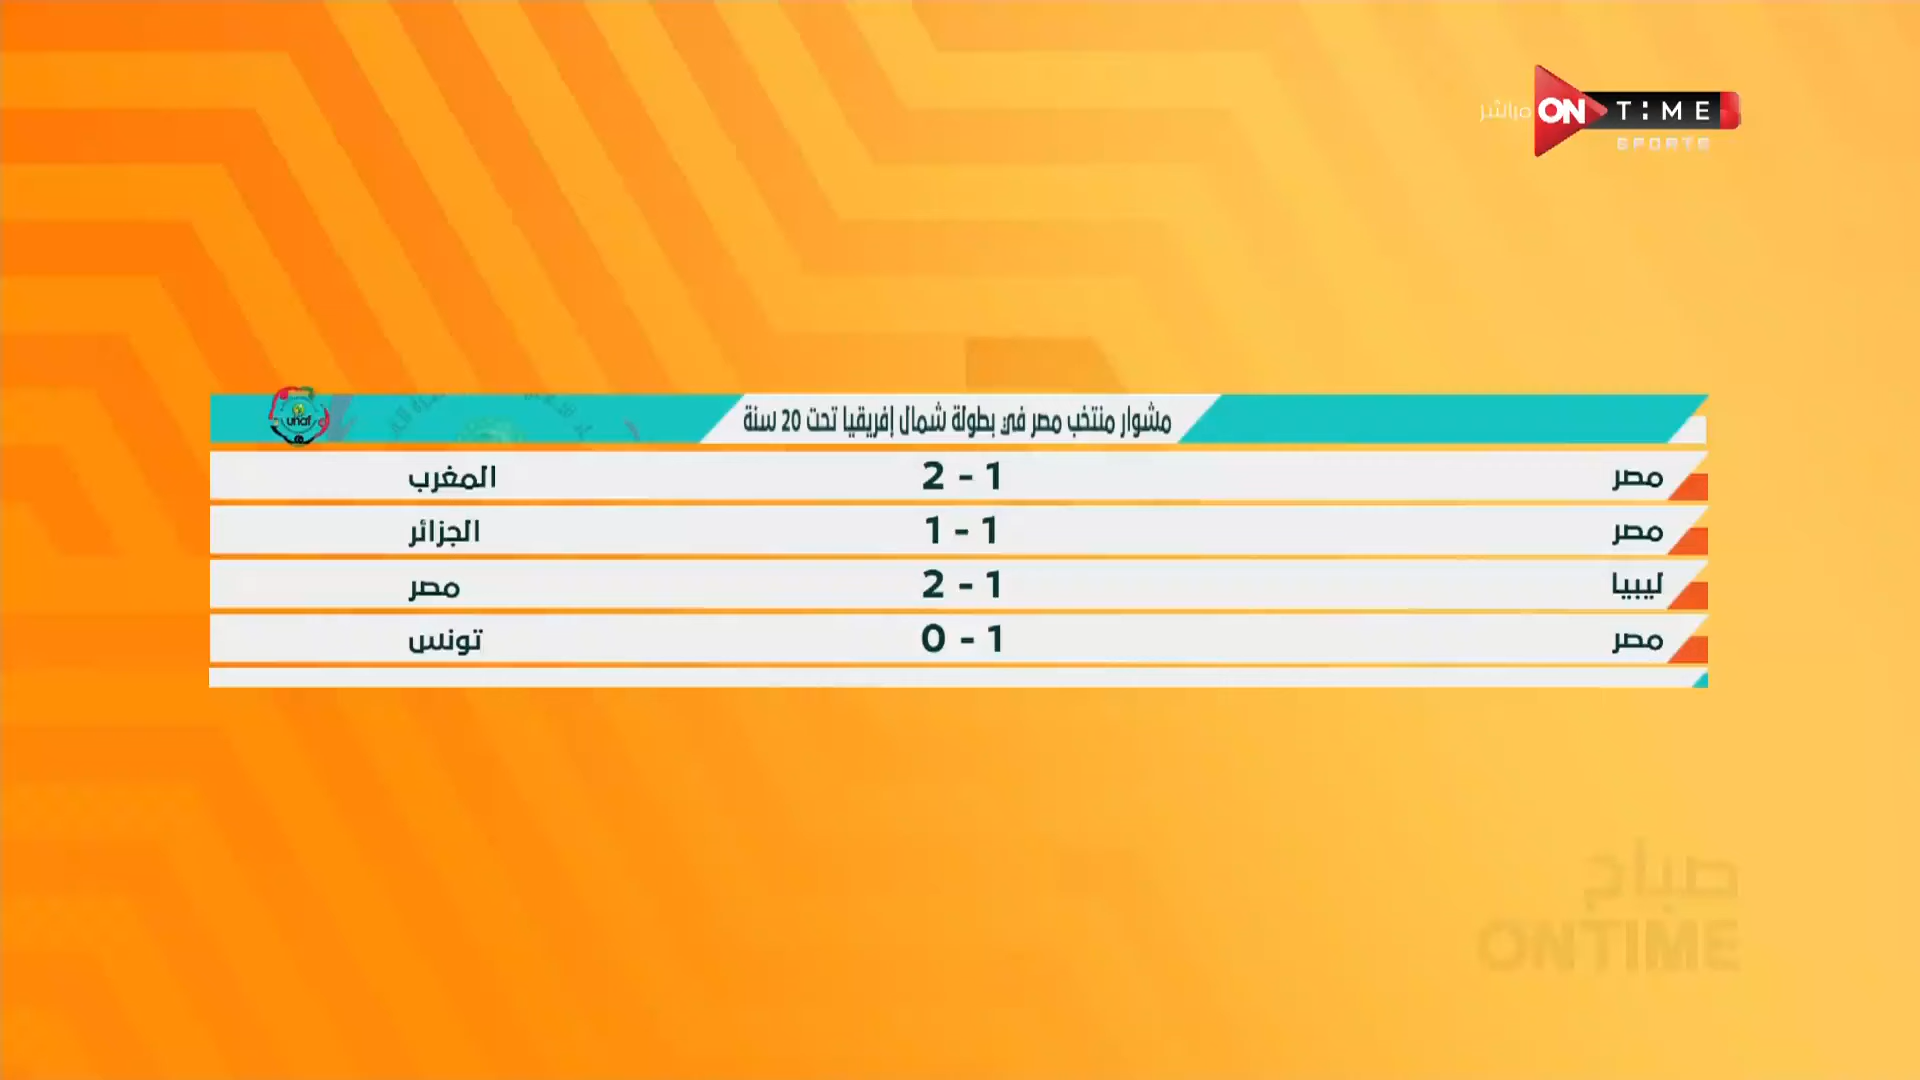 مباشر ON TIME
SPORTS
مشوار منتخب مصر في بطولة شمال إفريقيا تحت 20 سنة
unaf
مصر 1 - 2 المغرب
مصر 1 - 1 الجزائر
ليبيا 1 - 2 مصر
مصر 1 - 0 تونس
صباح
ONTIME